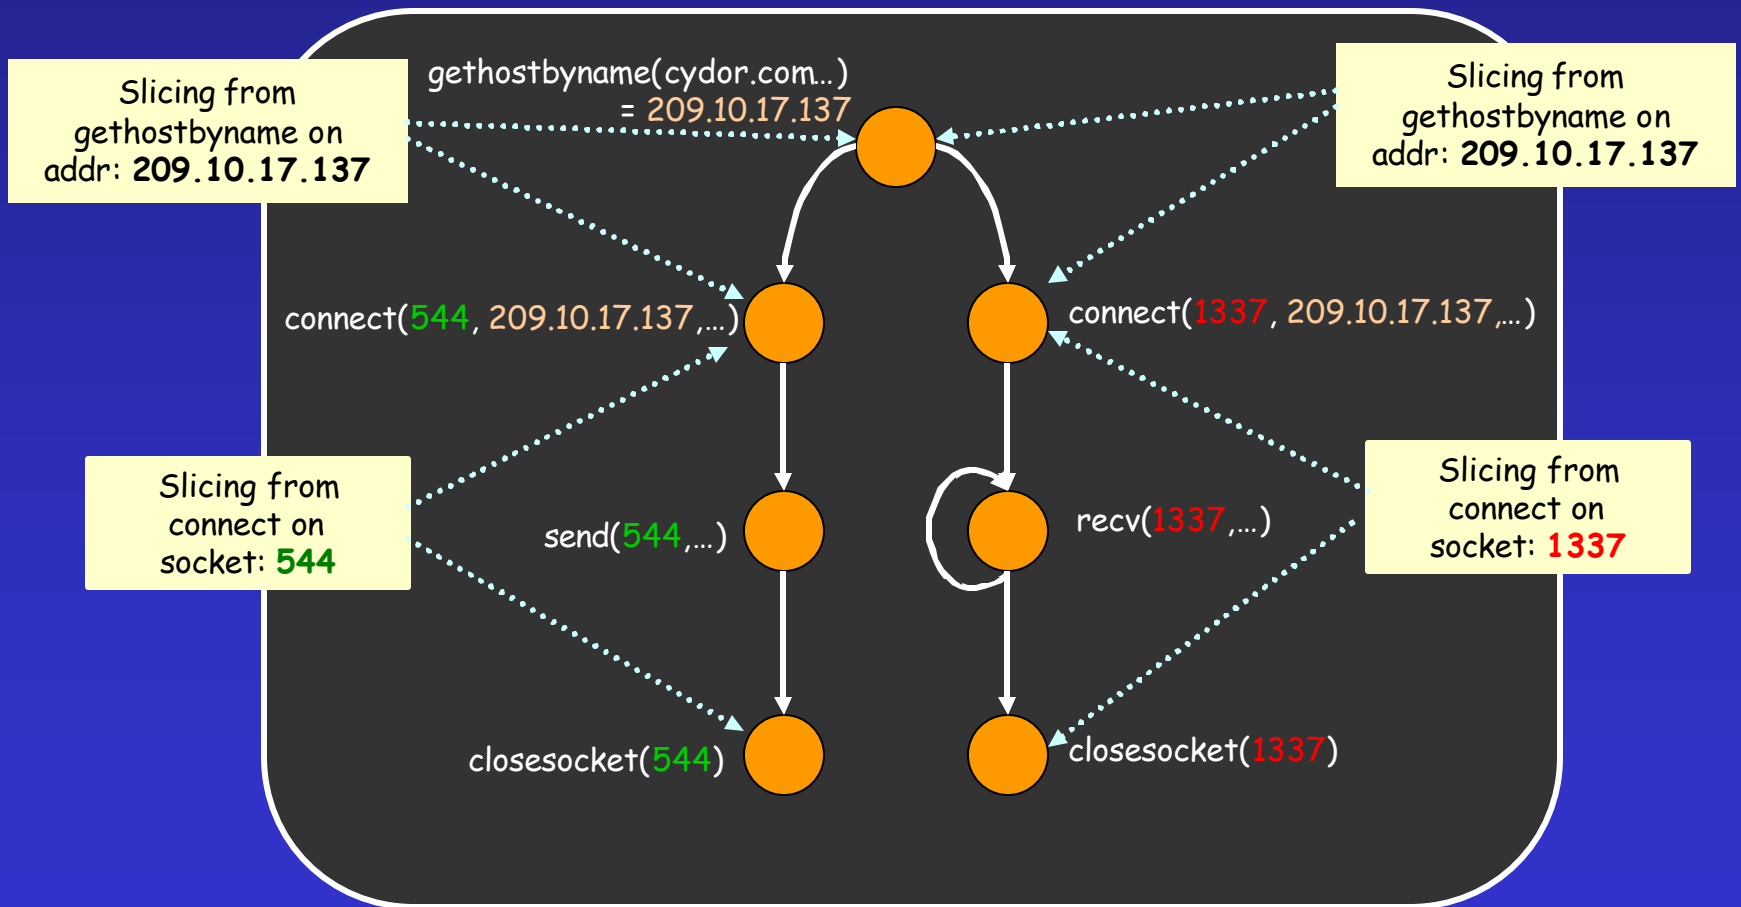 Slicing from
gethostbyname on
addr: 209.10.17.137
gethostbyname(cydor.com…)
= 209.10.17.137
Slicing from
gethostbyname on
addr: 209.10.17.137
connect(544, 209.10.17.137,…)
connect(1337, 209.10.17.137,…)
Slicing from
connect on
socket: 544
send(544,…)
recv(1337,…)
Slicing from
connect on
socket: 1337
closesocket(544)
closesocket(1337)